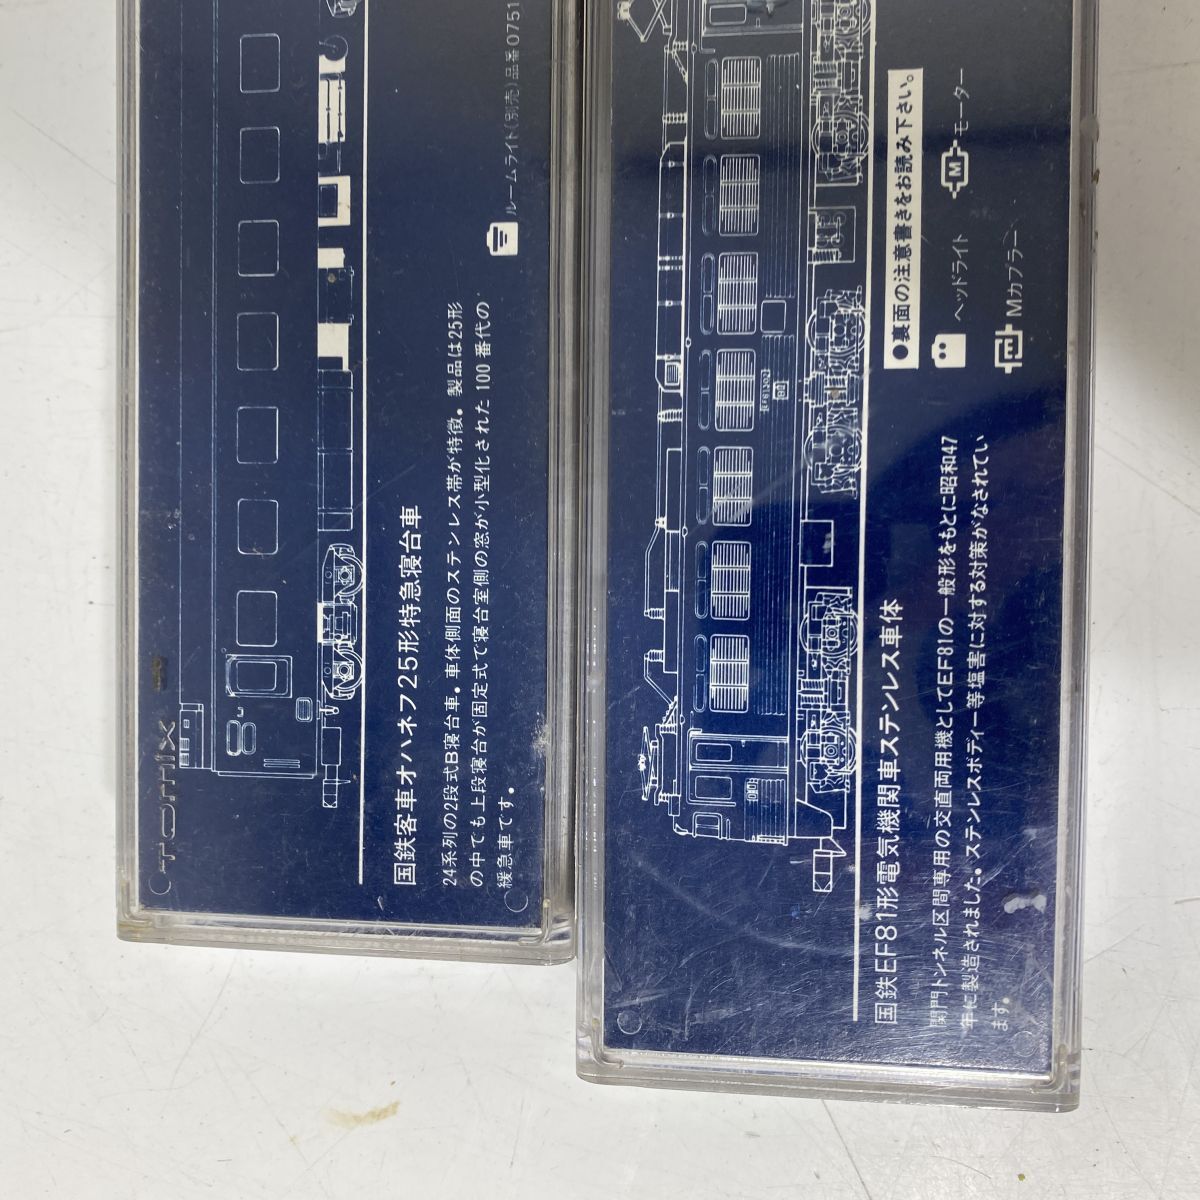 TOMIX
国鉄客車オハネフ25形特急寝台車
24系列の2段式B寝台車。車体側面のステンレス帯が特徴。製品は25形
の中でも上段寝台が固定式で寝台室側の窓が小型化された 100番代の
緩急車です。
ルームライト(別売)品番0751
国鉄EF81形電気機関車ステンレス車体
関門トンネル区間専用の交直両用機としてEF81の一般形をもとに昭和47
年に製造されました。ステンレスボディー等塩害に対する対策がなされてい
ます。
●裏面の注意書きをお読み下さい。
ヘッドライト
M モーター
Mカプラー